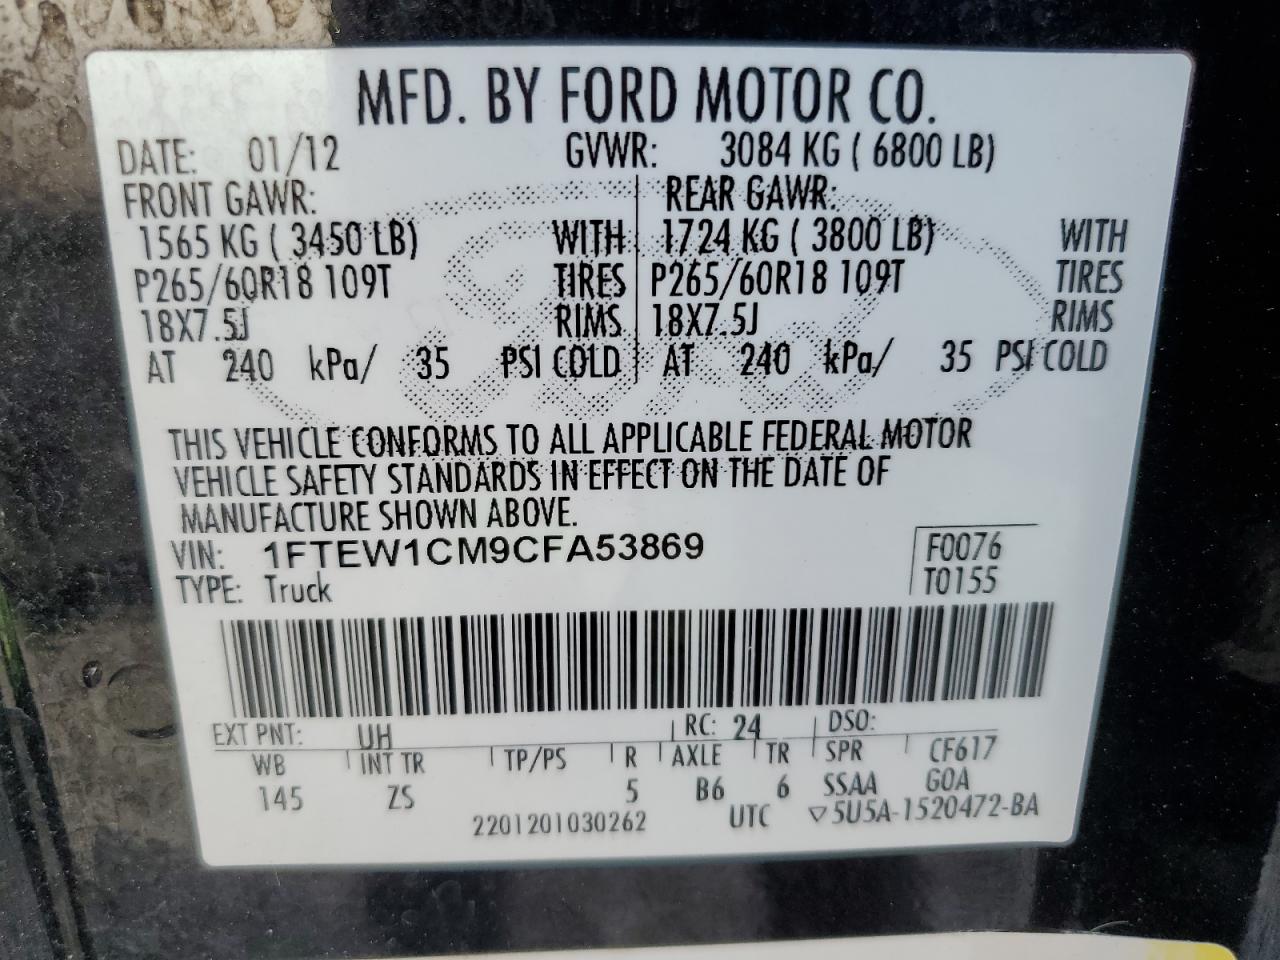 MFD. BY FORD MOTOR CO.
DATE: 01/12 GVWR: 3084 KG ( 6800 LB)
FRONT GAWR: REAR GAWR:
1565 KG ( 3450 LB) WITH 1724 KG ( 3800 LB) WITH
P265/60R18 109T TIRES P265/60R18 109T TIRES
18X7.5J RIMS 18X7.5J RIMS
AT 240 kPa/ 35 PSI COLD AT 240 kPa/ 35 PSI COLD
THIS VEHICLE CONFORMS TO ALL APPLICABLE FEDERAL MOTOR
VEHICLE SAFETY STANDARDS IN EFFECT ON THE DATE OF
MANUFACTURE SHOWN ABOVE.
VIN: 1FTEW1CM9CFA53869 F0076
TYPE: Truck T0155
EXT PNT: UH RC: 24 DSO:
WB INT TR TP/PS R AXLE TR SPR CF617
145 ZS 5 B6 6 SSAA GOA
2201201030262 UTC ▽5U5A-1520472-BA